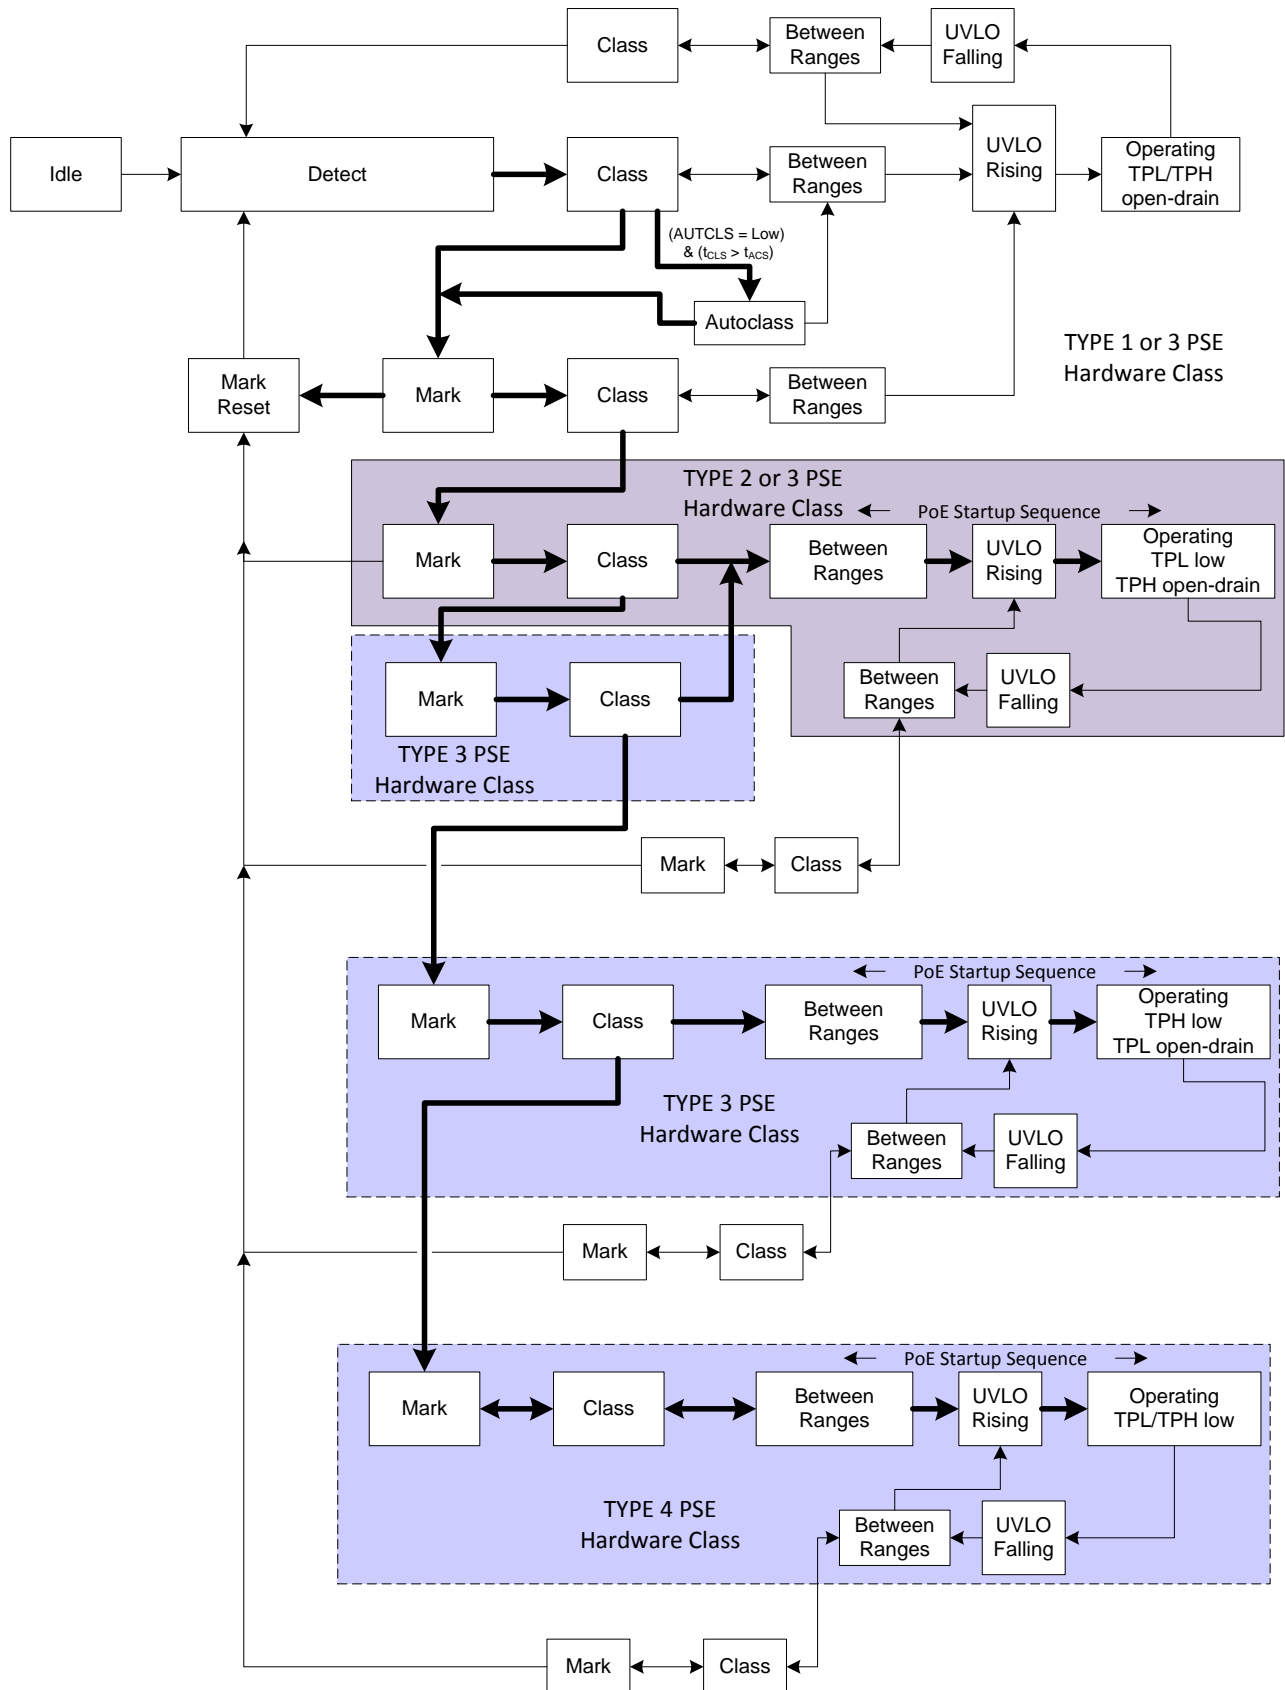 Class
Between
Ranges
UVLO
Falling
Idle
Detect
Class
Between
Ranges
UVLO
Rising
Operating
TPL/TPH
open-drain
(AUTCLS = Low)
& (tCLS > tACS)
Autoclass
TYPE 1 or 3 PSE
Hardware Class
Mark
Reset
Mark
Class
Between
Ranges
TYPE 2 or 3 PSE
Hardware Class
PoE Startup Sequence
Mark
Class
Between
Ranges
UVLO
Rising
Operating
TPL low
TPH open-drain
Mark
Class
Between
Ranges
UVLO
Falling
TYPE 3 PSE
Hardware Class
Mark
Class
PoE Startup Sequence
Mark
Class
Between
Ranges
UVLO
Rising
Operating
TPH low
TPL open-drain
TYPE 3 PSE
Hardware Class
Between
Ranges
UVLO
Falling
Mark
Class
PoE Startup Sequence
Mark
Class
Between
Ranges
UVLO
Rising
Operating
TPL/TPH low
TYPE 4 PSE
Hardware Class
Between
Ranges
UVLO
Falling
Mark
Class